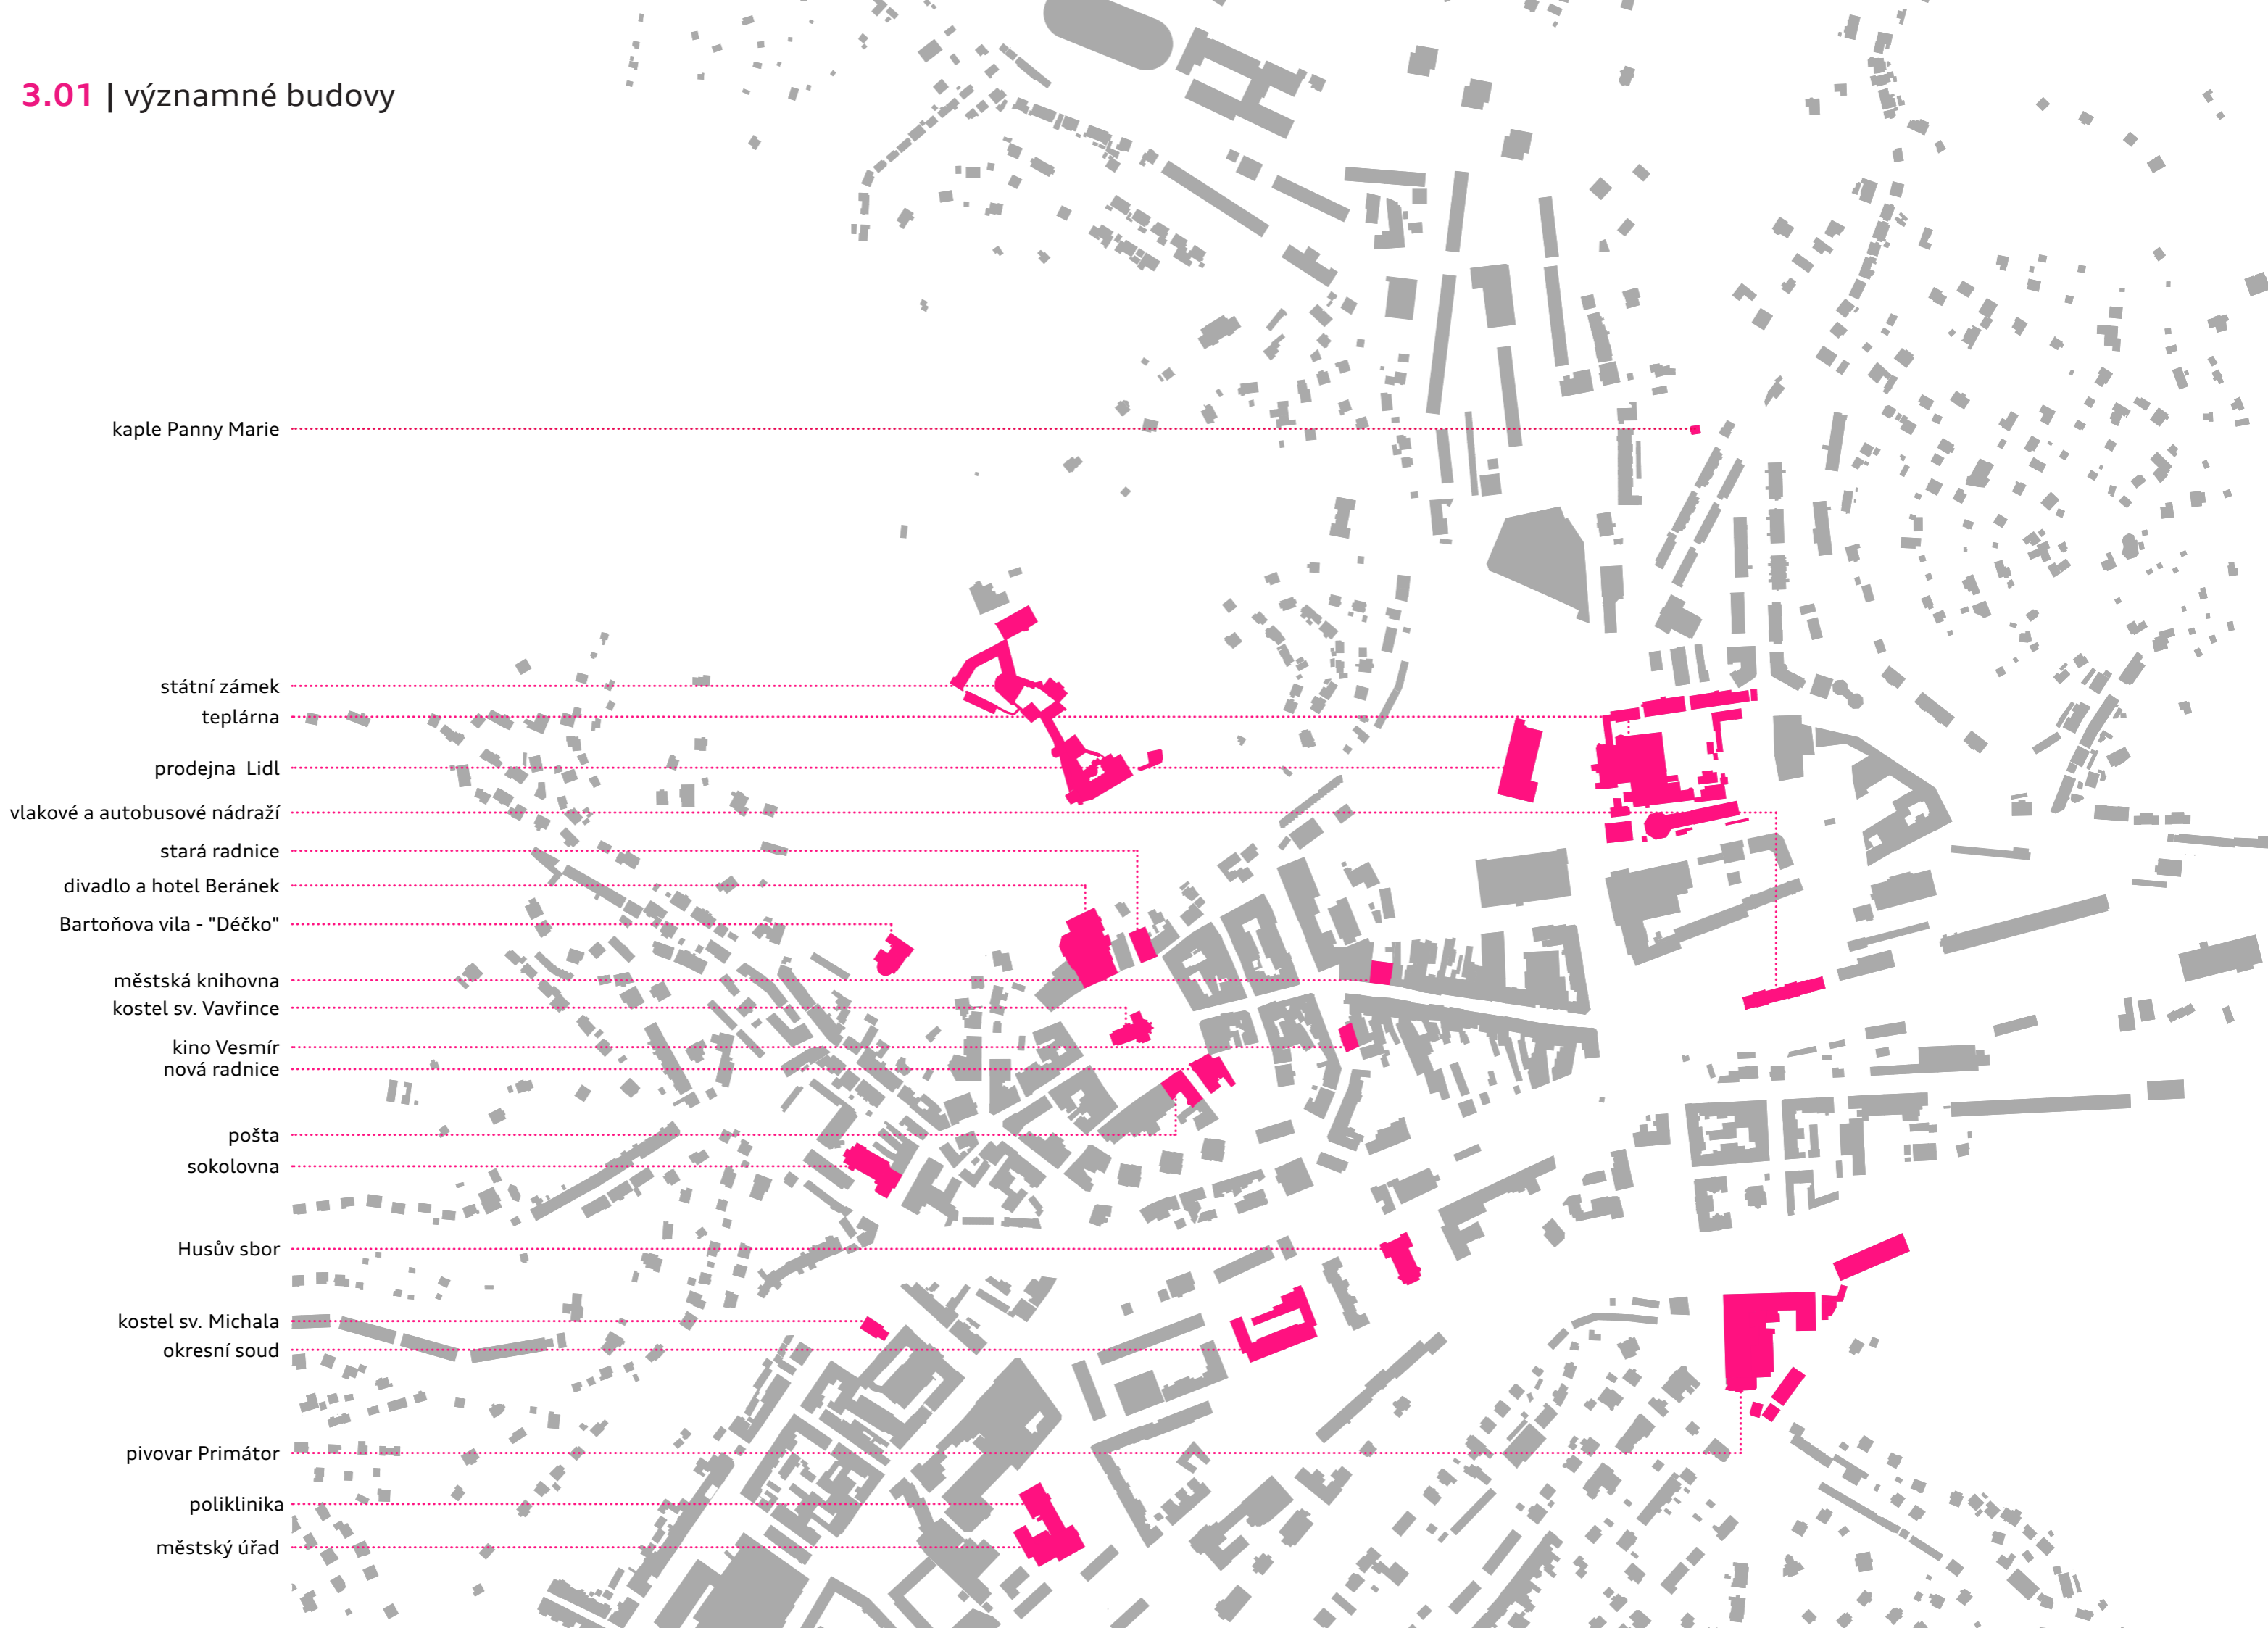 3.01 | významné budovy
kaple Panny Marie
státní zámek
teplárna
prodejna Lidl
vlakové a autobusové nádraží
stará radnice
divadlo a hotel Beránek
Bartoňova vila - "Déčko"
městská knihovna
kostel sv. Vavřince
kino Vesmír
nová radnice
pošta
sokolovna
Husův sbor
kostel sv. Michala
okresní soud
pivovar Primátor
poliklinika
městský úřad